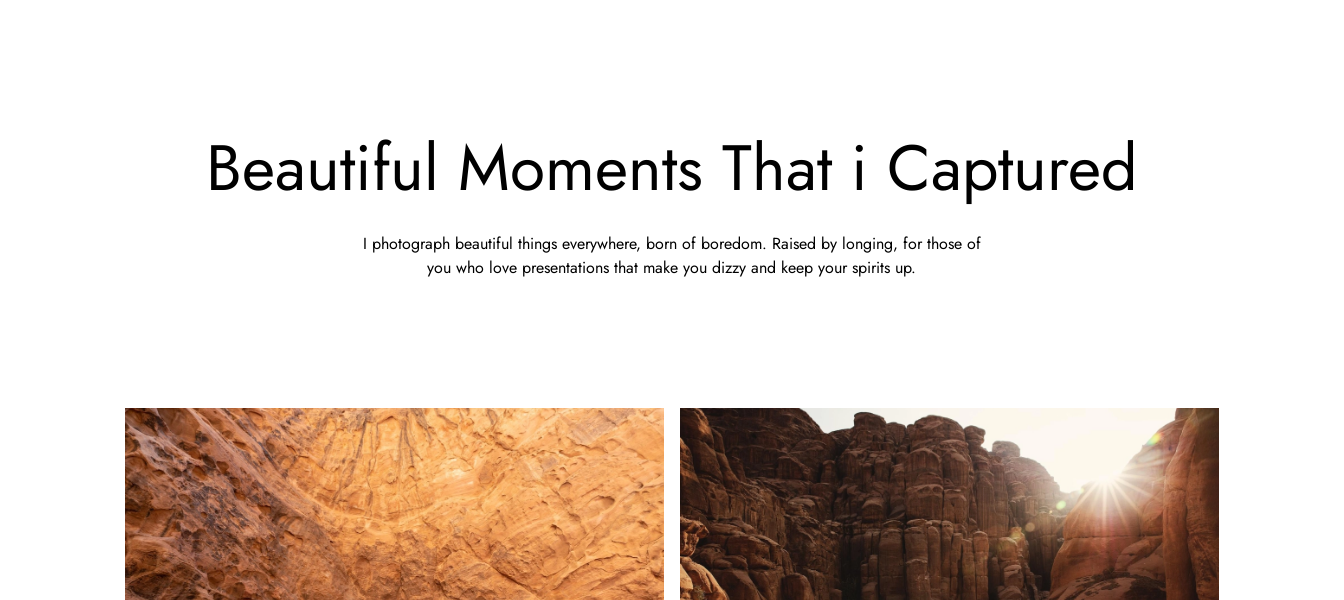 Beautiful Moments That i Captured
I photograph beautiful things everywhere, born of boredom. Raised by longing, for those of
you who love presentations that make you dizzy and keep your spirits up.